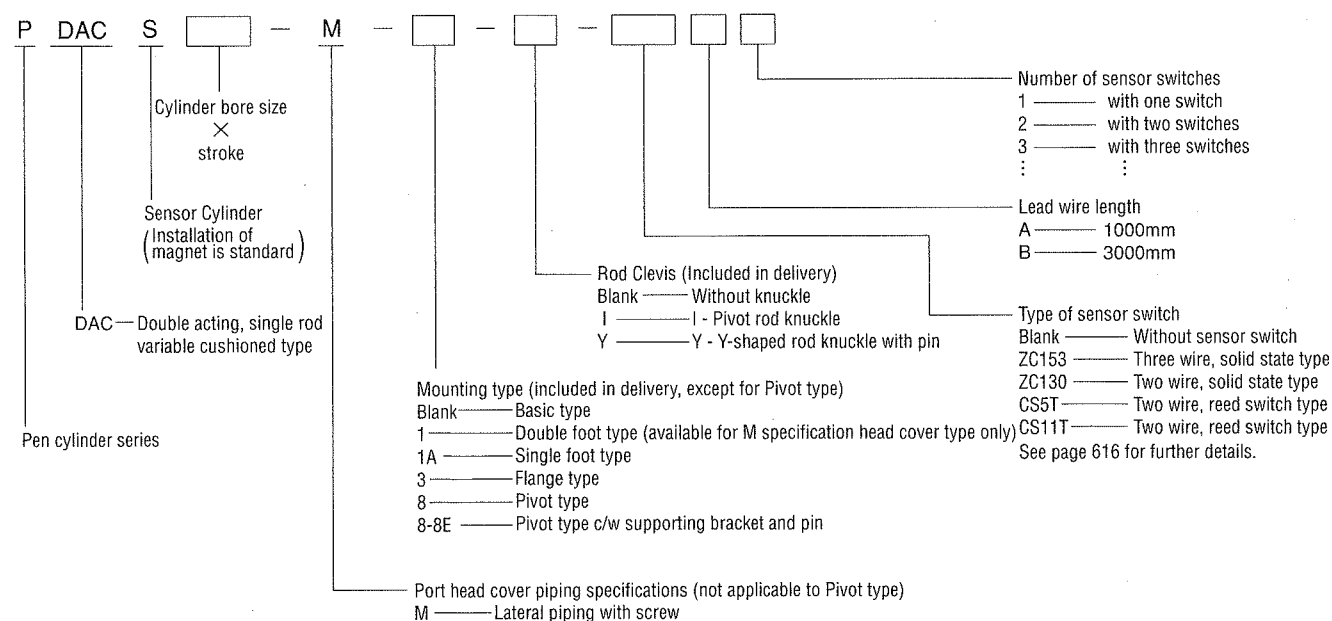 P DAC S - M - - -
Cylinder bore size
×
stroke
Sensor Cylinder
(Installation of
magnet is standard)
DAC — Double acting, single rod
variable cushioned type
Pen cylinder series
Number of sensor switches
1 — with one switch
2 — with two switches
3 — with three switches
⋮ ⋮
Lead wire length
A — 1000mm
B — 3000mm
Rod Clevis (Included in delivery)
Blank — Without knuckle
I — I - Pivot rod knuckle
Y — Y - Y-shaped rod knuckle with pin
Type of sensor switch
Blank — Without sensor switch
ZC153 — Three wire, solid state type
ZC130 — Two wire, solid state type
CS5T — Two wire, reed switch type
CS11T — Two wire, reed switch type
See page 616 for further details.
Mounting type (included in delivery, except for Pivot type)
Blank — Basic type
1 — Double foot type (available for M specification head cover type only)
1A — Single foot type
3 — Flange type
8 — Pivot type
8-8E — Pivot type c/w supporting bracket and pin
Port head cover piping specifications (not applicable to Pivot type)
M — Lateral piping with screw